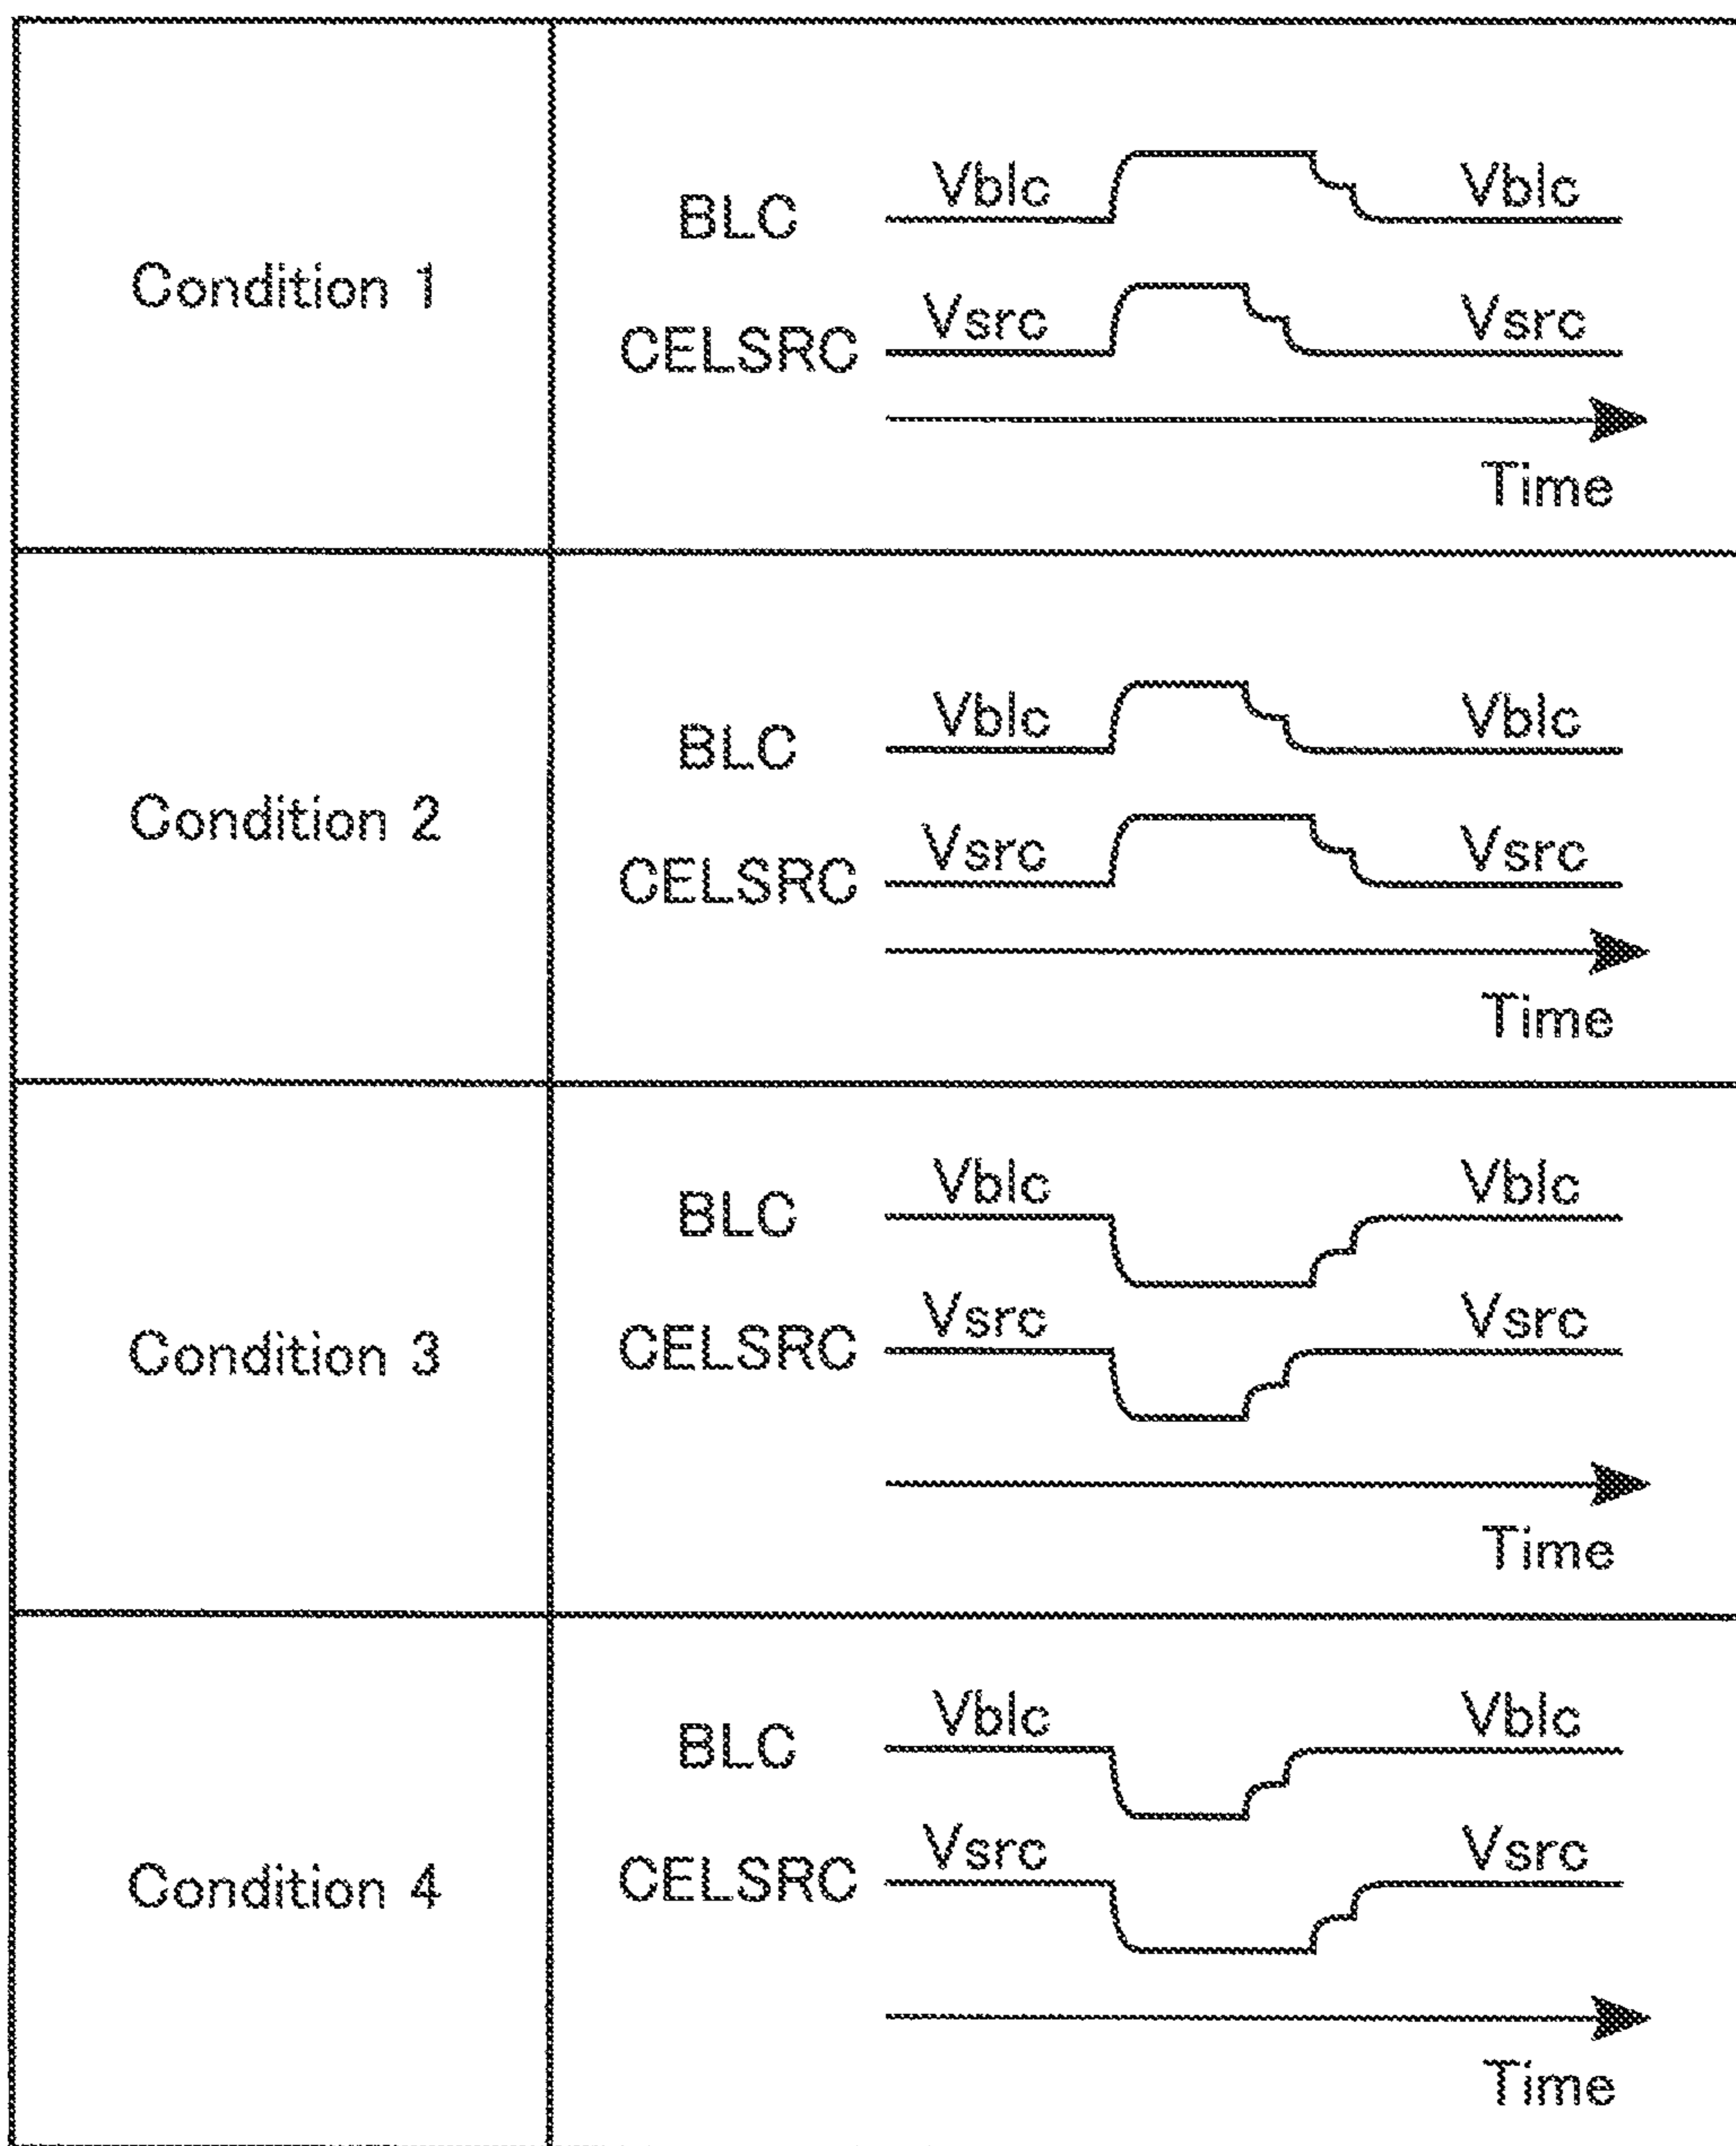 Condition 1
BLC Vblc Vblc
CELSRC Vsrc Vsrc
Time
Condition 2
BLC Vblc Vblc
CELSRC Vsrc Vsrc
Time
Condition 3
BLC Vblc Vblc
CELSRC Vsrc Vsrc
Time
Condition 4
BLC Vblc Vblc
CELSRC Vsrc Vsrc
Time